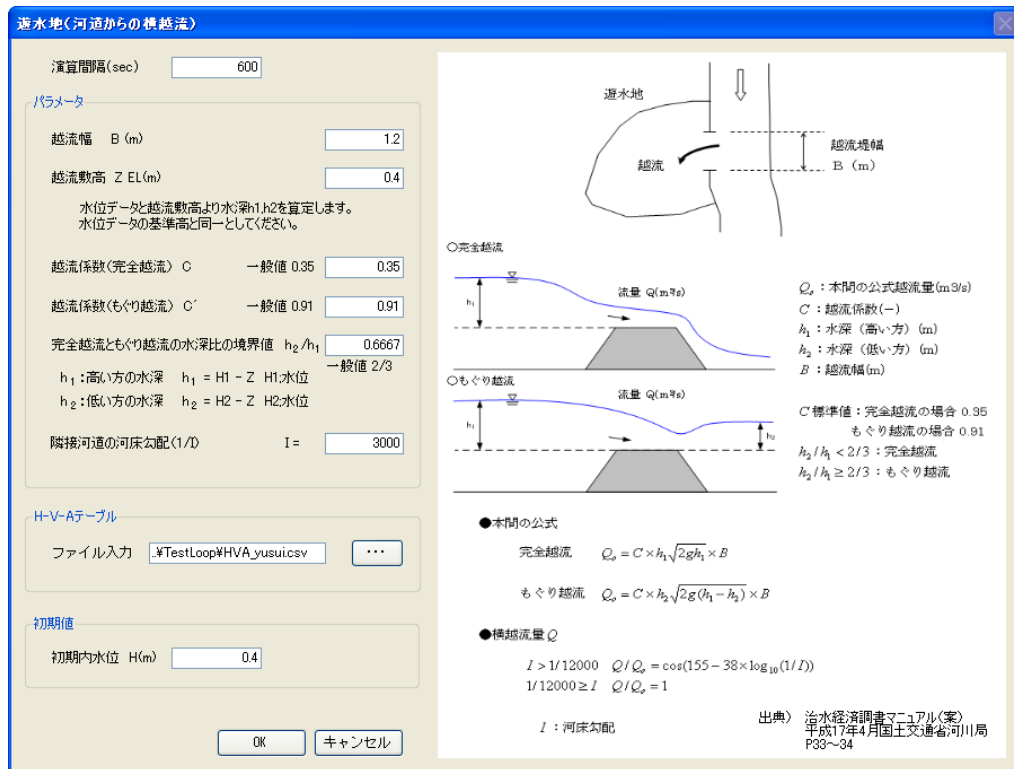 遊水地(河道からの横越流)
演算間隔(sec) 600
パラメータ
越流幅 B (m) 1.2
越流敷高 Z EL(m) 0.4
水位データと越流敷高より水深h1,h2を算定します。
水位データの基準高と同一としてください。
越流係数(完全越流) C 一般値 0.35 0.35
越流係数(もぐり越流) C´ 一般値 0.91 0.91
完全越流ともぐり越流の水深比の境界値 h₂/h₁ 0.6667
一般値 2/3
h₁:高い方の水深 h₁ = H1 - Z H1;水位
h₂:低い方の水深 h₂ = H2 - Z H2;水位
隣接河道の河床勾配(1/I) I = 3000
H-V-Aテーブル
ファイル入力 .¥TestLoop¥HVA_yusui.csv ...
初期値
初期内水位 H(m) 0.4
OK キャンセル
遊水地
越流
越流堤幅
B (m)
○完全越流
h₁
流量 Q(m³/s)
Qₒ:本間の公式越流量(m3/s)
C:越流係数(-)
h₁:水深(高い方)(m)
h₂:水深(低い方)(m)
B:越流幅(m)
○もぐり越流
流量 Q(m³/s)
h₁
h₂
C 標準値:完全越流の場合 0.35
もぐり越流の場合 0.91
h₂/h₁ < 2/3:完全越流
h₂/h₁ ≥ 2/3:もぐり越流
●本間の公式
完全越流 Qₒ = C × h₁√2gh₁ × B
もぐり越流 Qₒ = C × h₂√2g(h₁ − h₂) × B
●横越流量 Q
I > 1/12000 Q/Qₒ = cos(155 − 38 × log₁₀(1/I))
1/12000 ≥ I Q/Qₒ = 1
I:河床勾配
出典) 治水経済調書マニュアル(案)
平成17年4月国土交通省河川局
P33~34